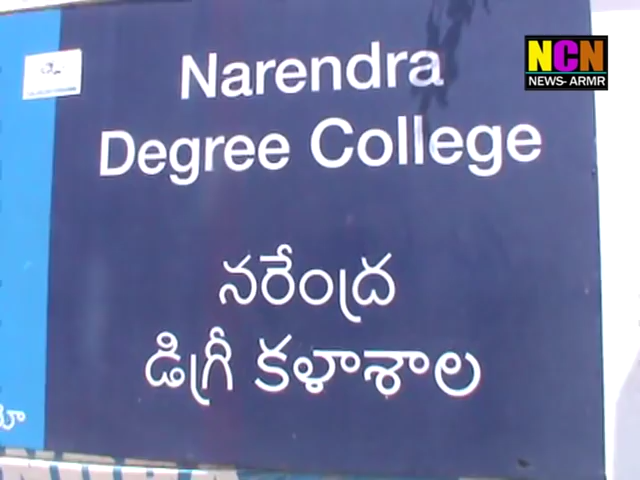 Narendra
Degree College
నరేంద్ర
డిగ్రీ కళాశాల
NCN
NEWS- ARMR